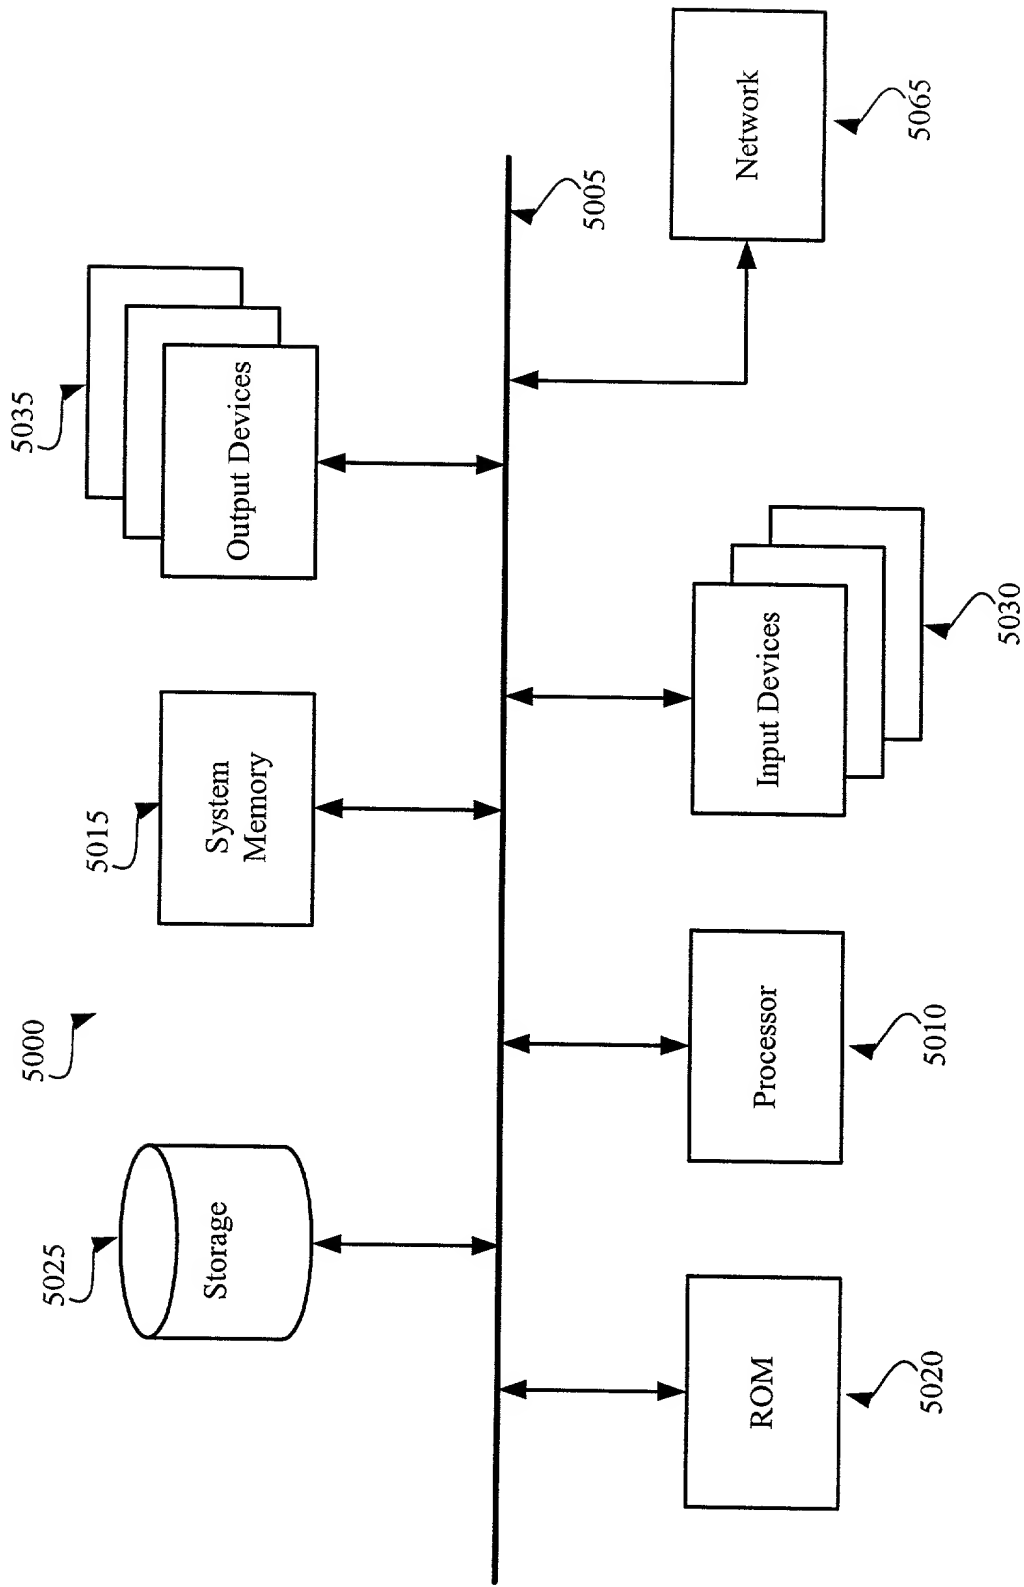 5000
5025
Storage
5015
System
Memory
5035
Output Devices
5005
ROM
5020
Processor
5010
Input Devices
5030
Network
5065